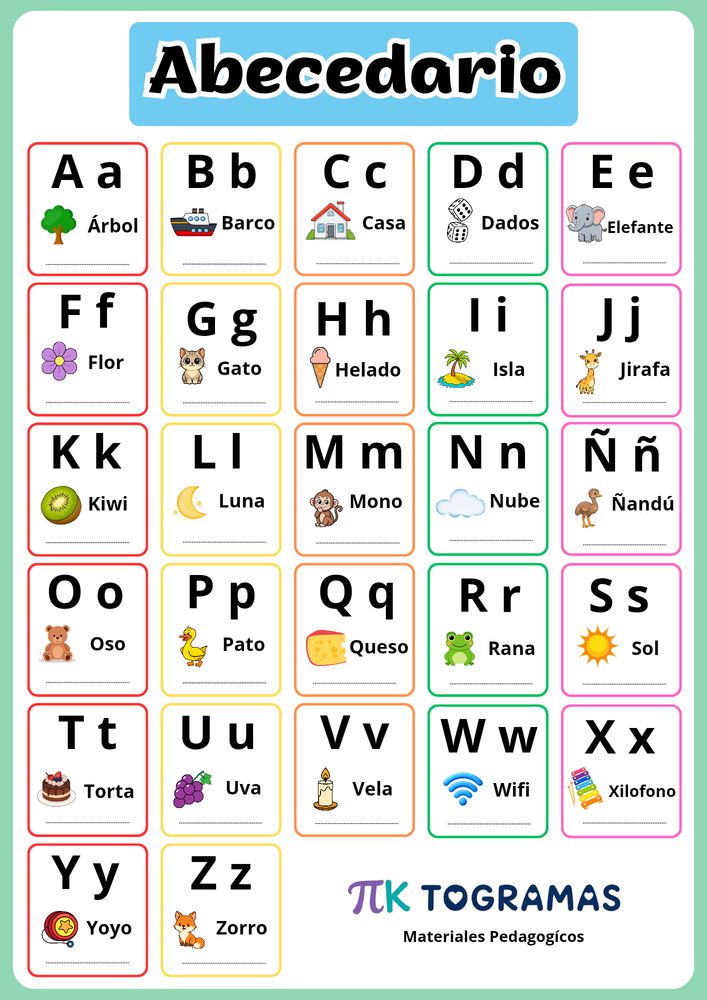 Abecedario
A a
Árbol
B b
Barco
C c
Casa
D d
Dados
E e
Elefante
F f
Flor
G g
Gato
H h
Helado
I i
Isla
J j
Jirafa
K k
Kiwi
L l
Luna
M m
Mono
N n
Nube
Ñ ñ
Ñandú
O o
Oso
P p
Pato
Q q
Queso
R r
Rana
S s
Sol
T t
Torta
U u
Uva
V v
Vela
W w
Wifi
X x
Xilofono
Y y
Yoyo
Z z
Zorro
πK TOGRAMAS
Materiales Pedagogícos